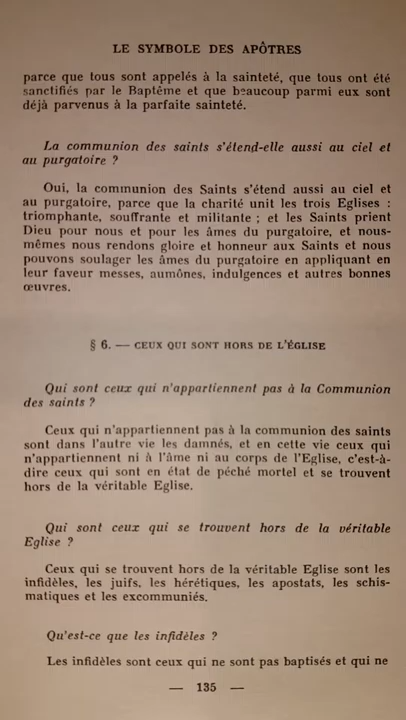 LE SYMBOLE DES APÔTRES
parce que tous sont appelés à la sainteté, que tous ont été
sanctifiés par le Baptême et que beaucoup parmi eux sont
déjà parvenus à la parfaite sainteté.
La communion des saints s'étend-elle aussi au ciel et
au purgatoire ?
Oui, la communion des Saints s'étend aussi au ciel et
au purgatoire, parce que la charité unit les trois Eglises :
triomphante, souffrante et militante ; et les Saints prient
Dieu pour nous et pour les âmes du purgatoire, et nous-
mêmes nous rendons gloire et honneur aux Saints et nous
pouvons soulager les âmes du purgatoire en appliquant en
leur faveur messes, aumônes, indulgences et autres bonnes
œuvres.
§ 6. — CEUX QUI SONT HORS DE L'ÉGLISE
Qui sont ceux qui n'appartiennent pas à la Communion
des saints ?
Ceux qui n'appartiennent pas à la communion des saints
sont dans l'autre vie les damnés, et en cette vie ceux qui
n'appartiennent ni à l'âme ni au corps de l'Eglise, c'est-à-
dire ceux qui sont en état de péché mortel et se trouvent
hors de la véritable Eglise.
Qui sont ceux qui se trouvent hors de la véritable
Eglise ?
Ceux qui se trouvent hors de la véritable Eglise sont les
infidèles, les juifs, les hérétiques, les apostats, les schis-
matiques et les excommuniés.
Qu'est-ce que les infidèles ?
Les infidèles sont ceux qui ne sont pas baptisés et qui ne
— 135 —